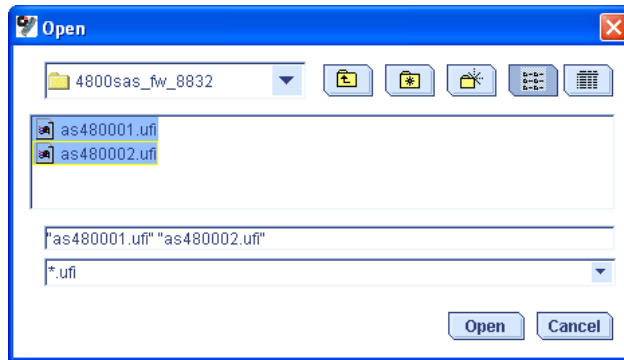 Open
4800sas_fw_8832
as480001.ufi
as480002.ufi
"as480001.ufi" "as480002.ufi"
*.ufi
Open Cancel